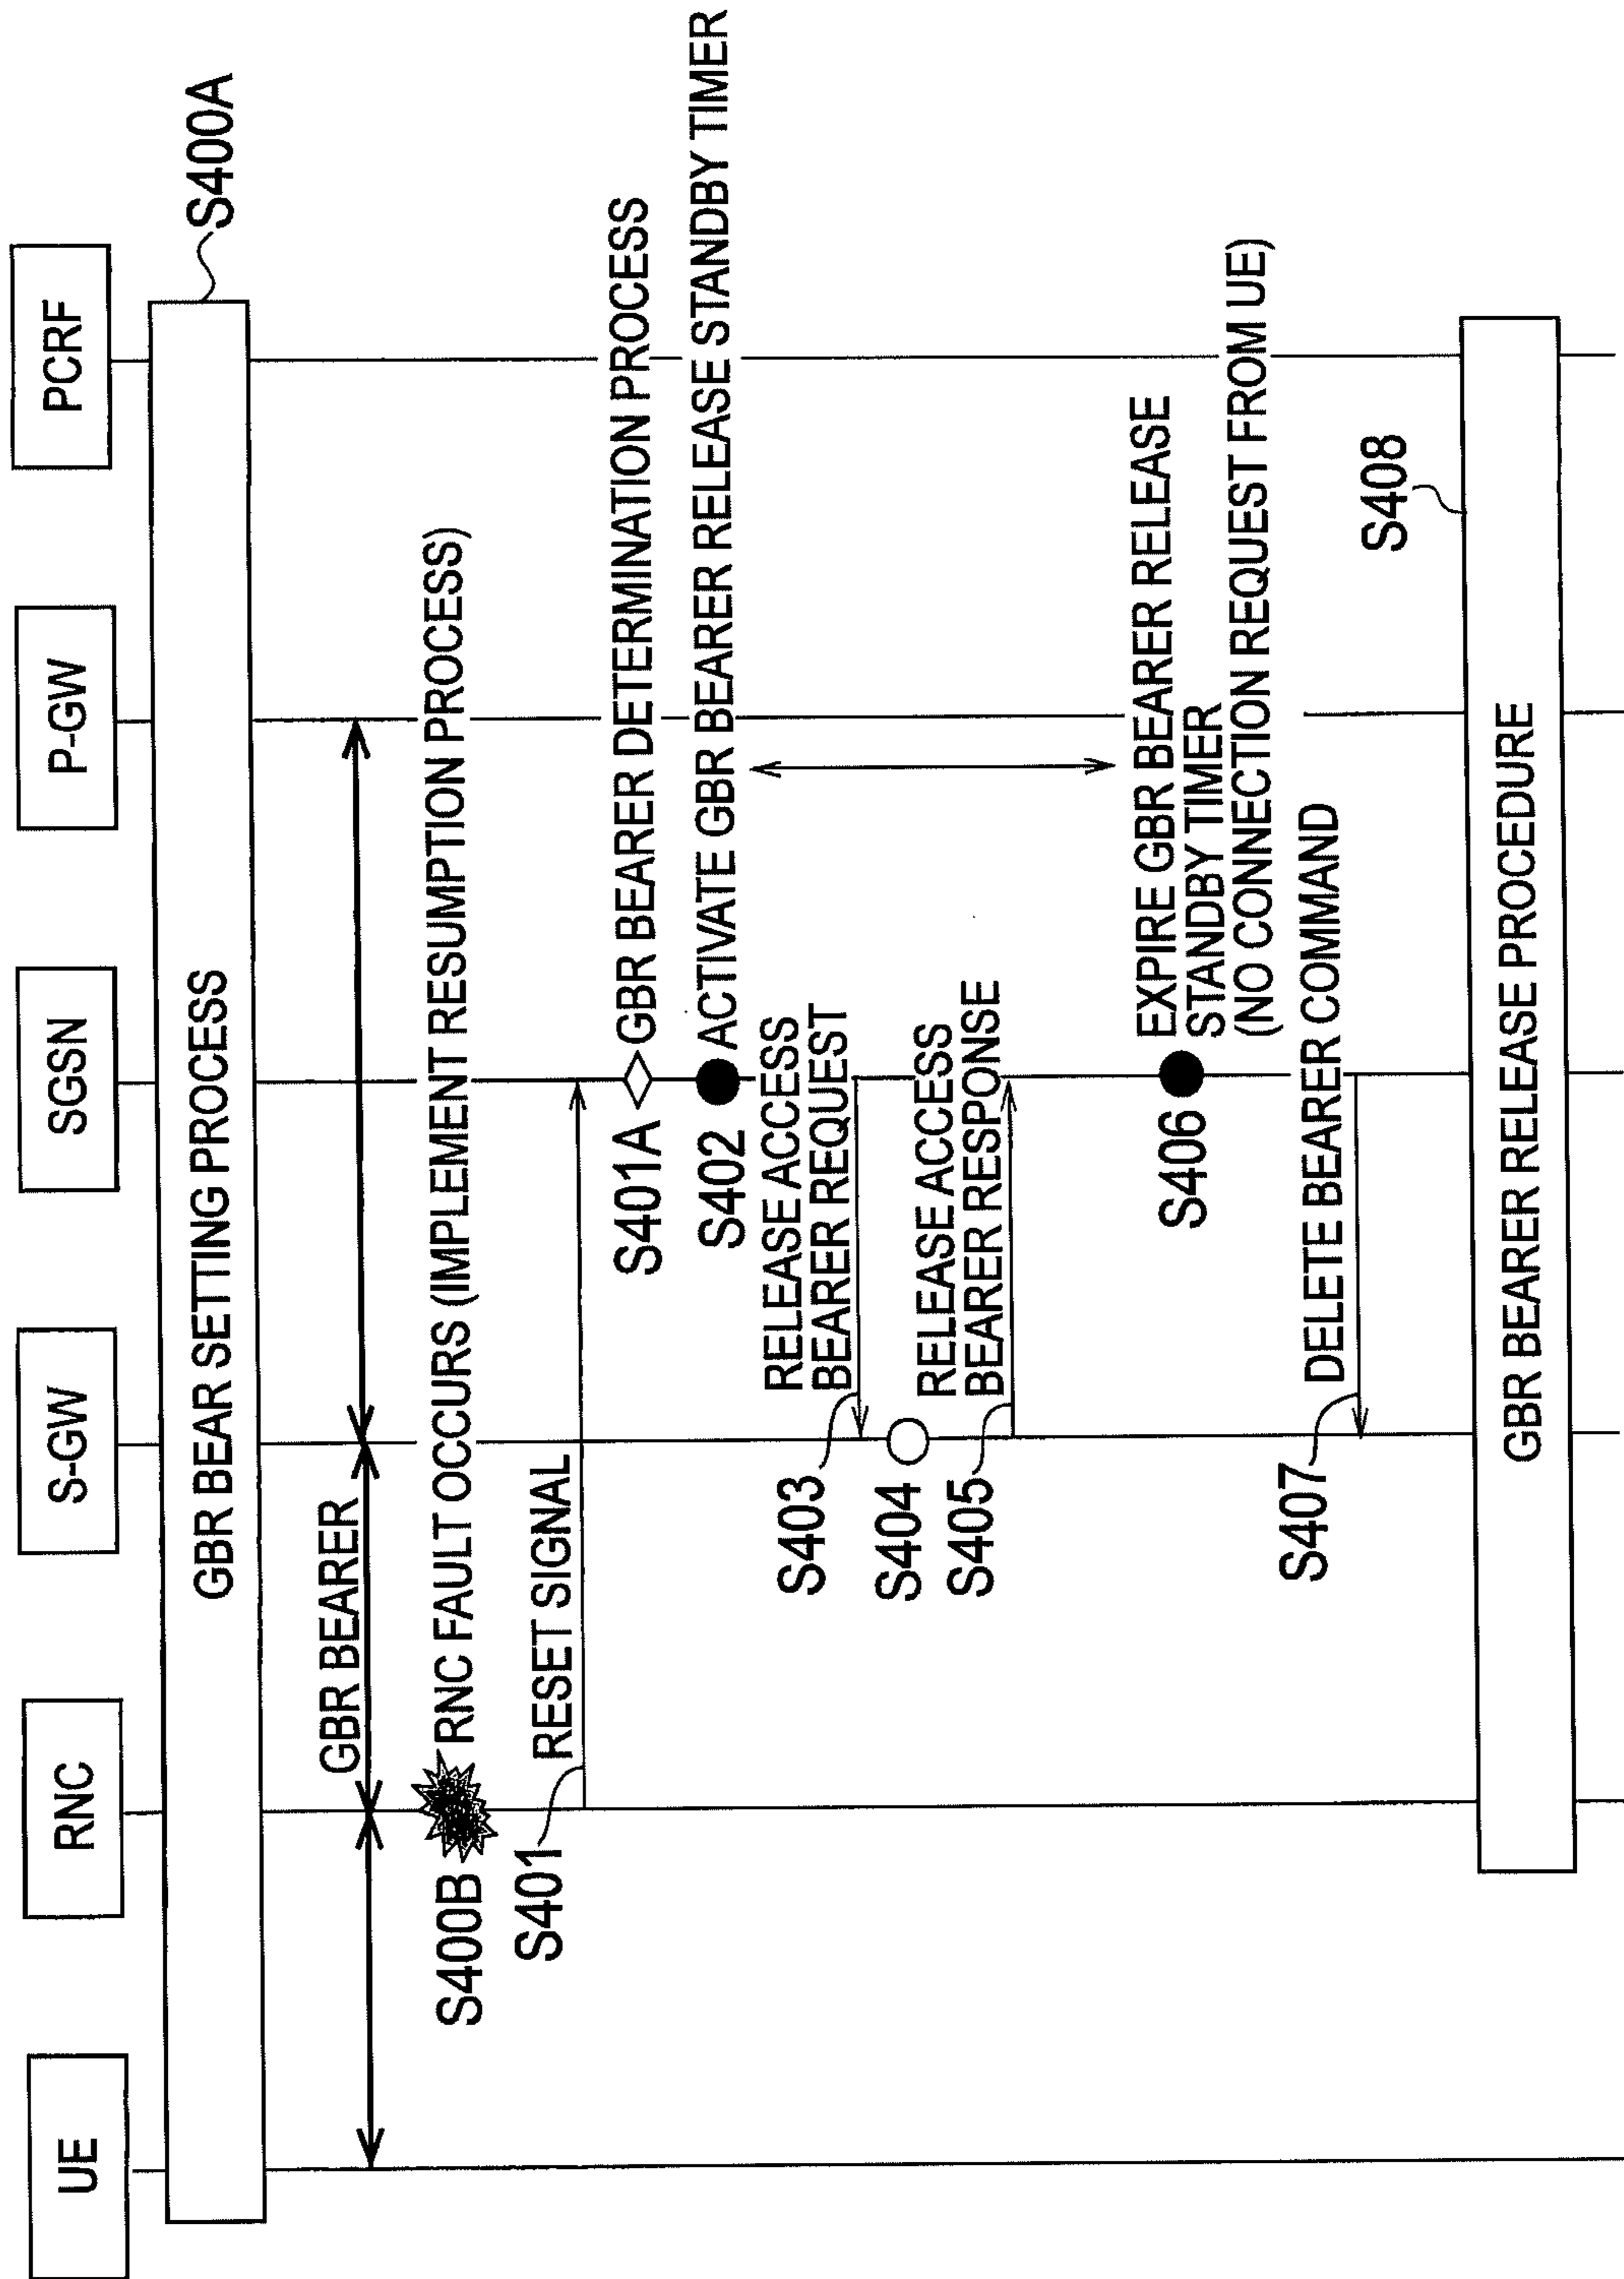 UE
RNC
S-GW
SGSN
P-GW
PCRF
S400A
GBR BEAR SETTING PROCESS
GBR BEARER
S400B
RNC FAULT OCCURS (IMPLEMENT RESUMPTION PROCESS)
S401
RESET SIGNAL
S401A
GBR BEARER DETERMINATION PROCESS
S402
ACTIVATE GBR BEARER RELEASE STANDBY TIMER
RELEASE ACCESS
BEARER REQUEST
S403
S404
RELEASE ACCESS
BEARER RESPONSE
S405
S406
EXPIRE GBR BEARER RELEASE
STANDBY TIMER
(NO CONNECTION REQUEST FROM UE)
S407
DELETE BEARER COMMAND
S408
GBR BEARER RELEASE PROCEDURE